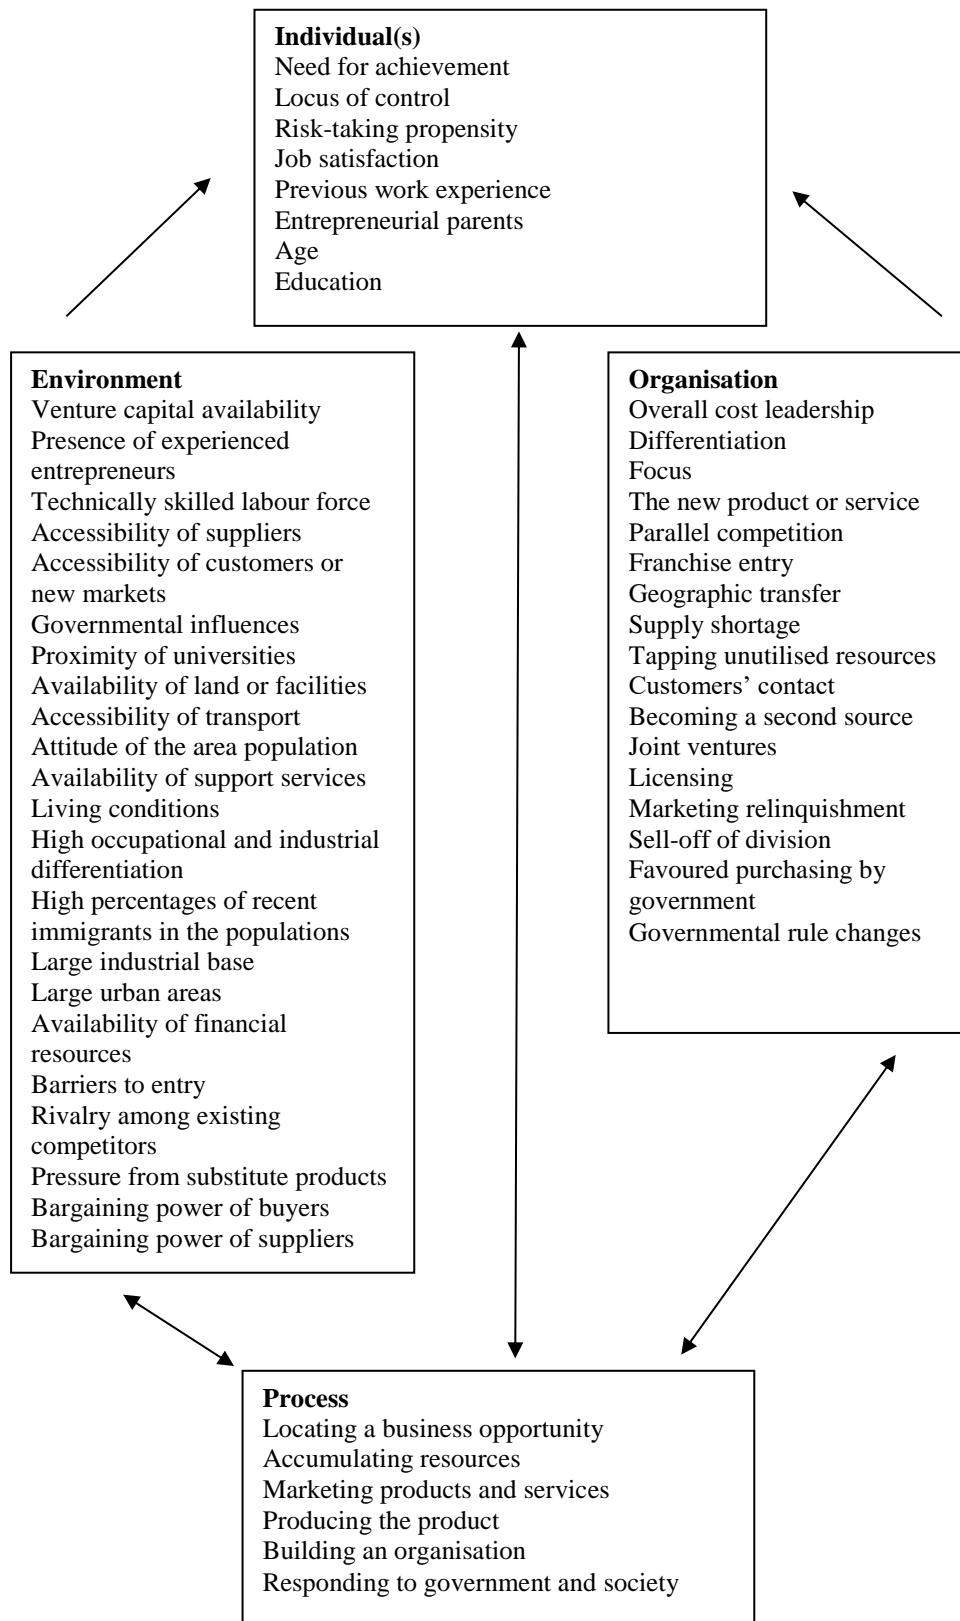 Individual(s)
Need for achievement
Locus of control
Risk-taking propensity
Job satisfaction
Previous work experience
Entrepreneurial parents
Age
Education
Environment
Venture capital availability
Presence of experienced
entrepreneurs
Technically skilled labour force
Accessibility of suppliers
Accessibility of customers or
new markets
Governmental influences
Proximity of universities
Availability of land or facilities
Accessibility of transport
Attitude of the area population
Availability of support services
Living conditions
High occupational and industrial
differentiation
High percentages of recent
immigrants in the populations
Large industrial base
Large urban areas
Availability of financial
resources
Barriers to entry
Rivalry among existing
competitors
Pressure from substitute products
Bargaining power of buyers
Bargaining power of suppliers
Organisation
Overall cost leadership
Differentiation
Focus
The new product or service
Parallel competition
Franchise entry
Geographic transfer
Supply shortage
Tapping unutilised resources
Customers’ contact
Becoming a second source
Joint ventures
Licensing
Marketing relinquishment
Sell-off of division
Favoured purchasing by
government
Governmental rule changes
Process
Locating a business opportunity
Accumulating resources
Marketing products and services
Producing the product
Building an organisation
Responding to government and society